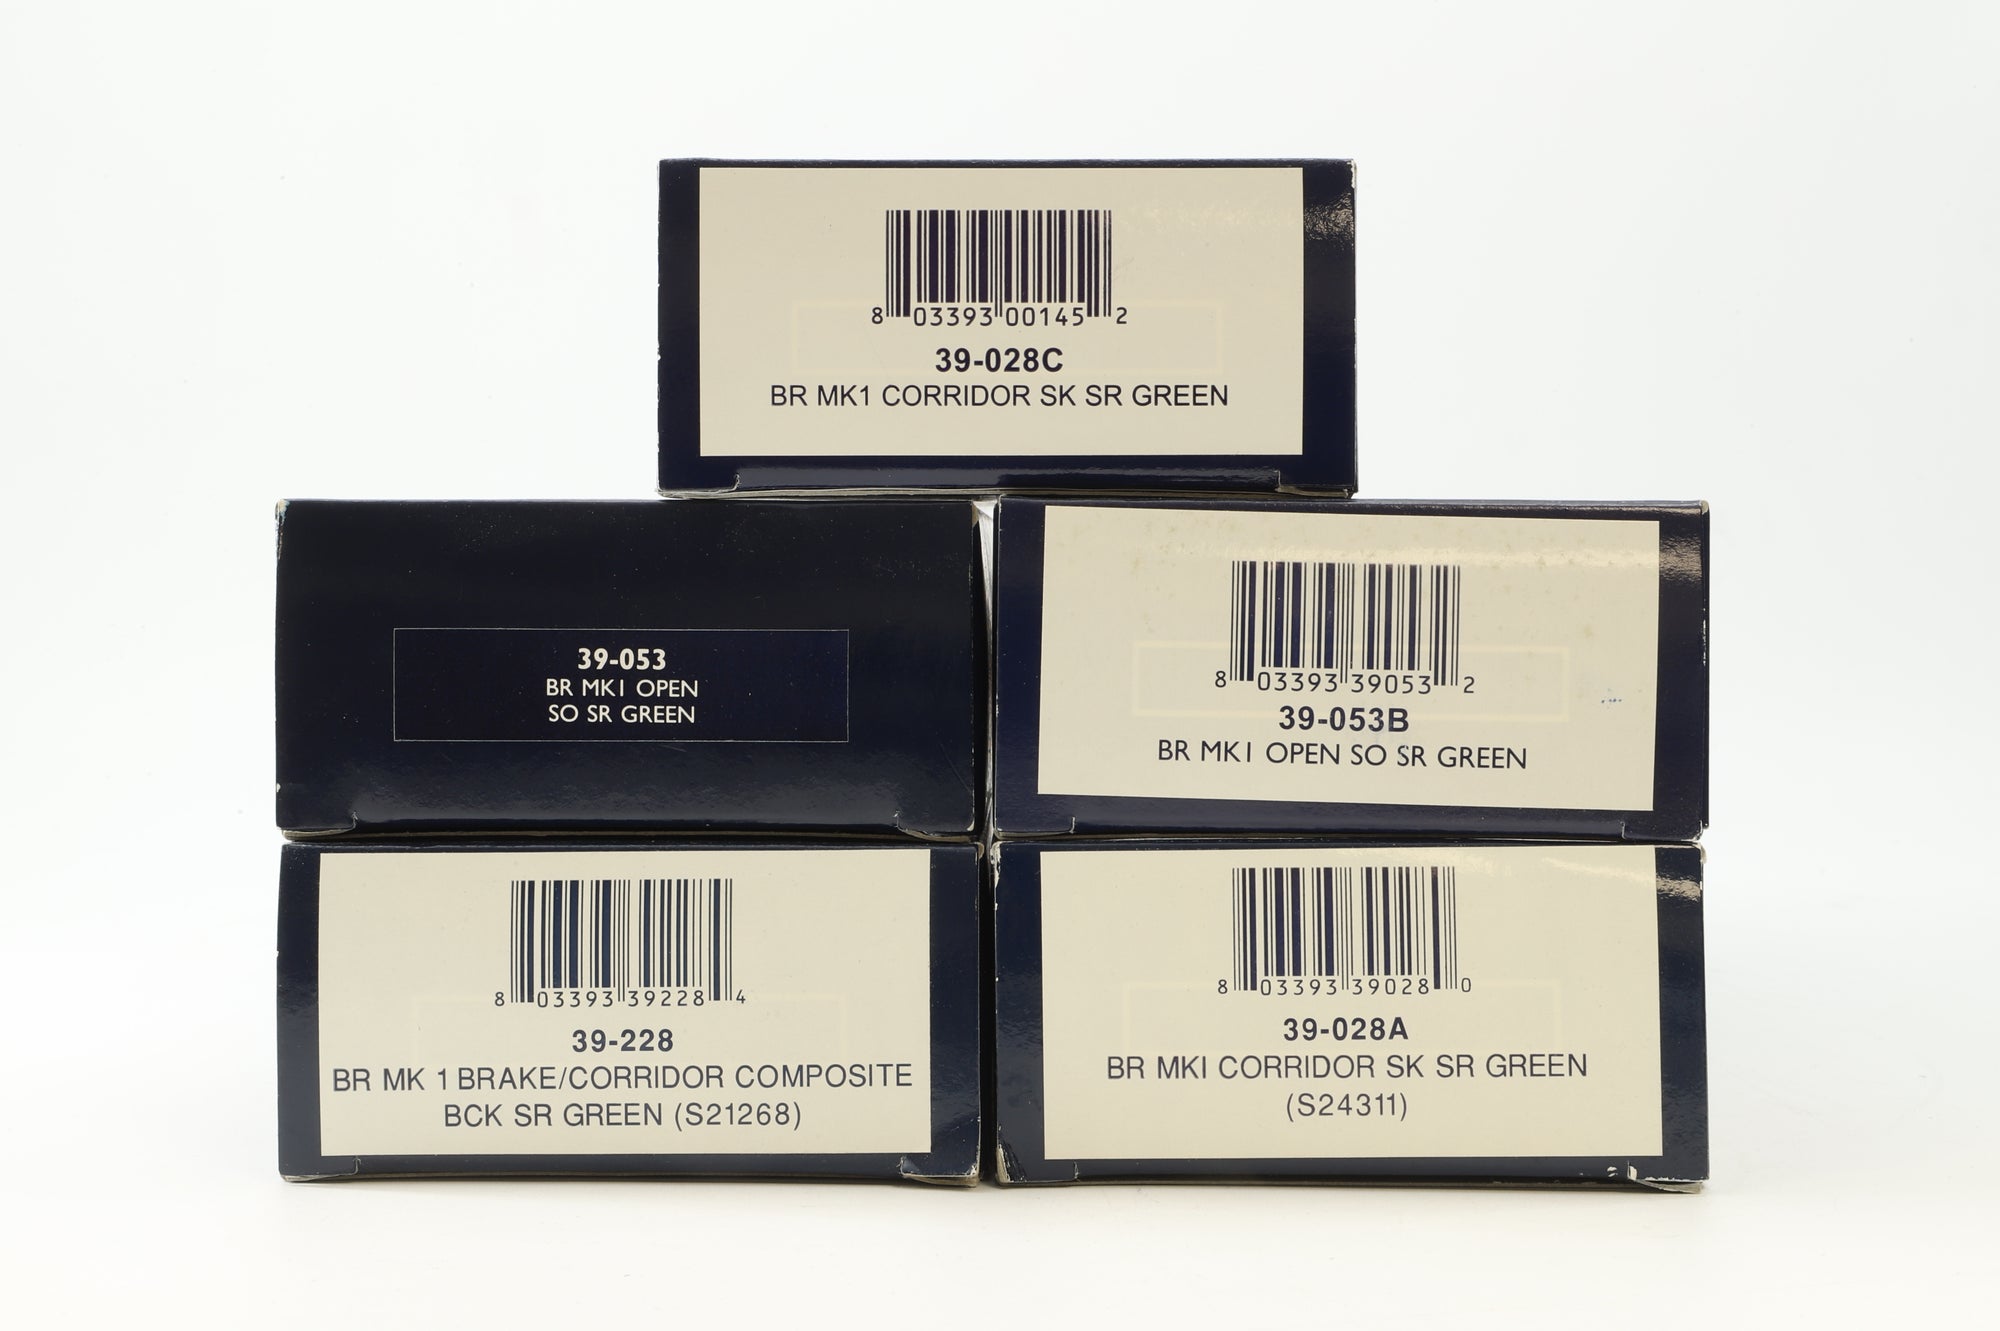 8 03393 00145 2
39-028C
BR MK1 CORRIDOR SK SR GREEN
39-053
BR MK1 OPEN
SO SR GREEN
8 03393 39053 2
39-053B
BR MK1 OPEN SO SR GREEN
8 03393 39228 4
39-228
BR MK 1 BRAKE/CORRIDOR COMPOSITE
BCK SR GREEN (S21268)
8 03393 39028 0
39-028A
BR MKI CORRIDOR SK SR GREEN
(S24311)